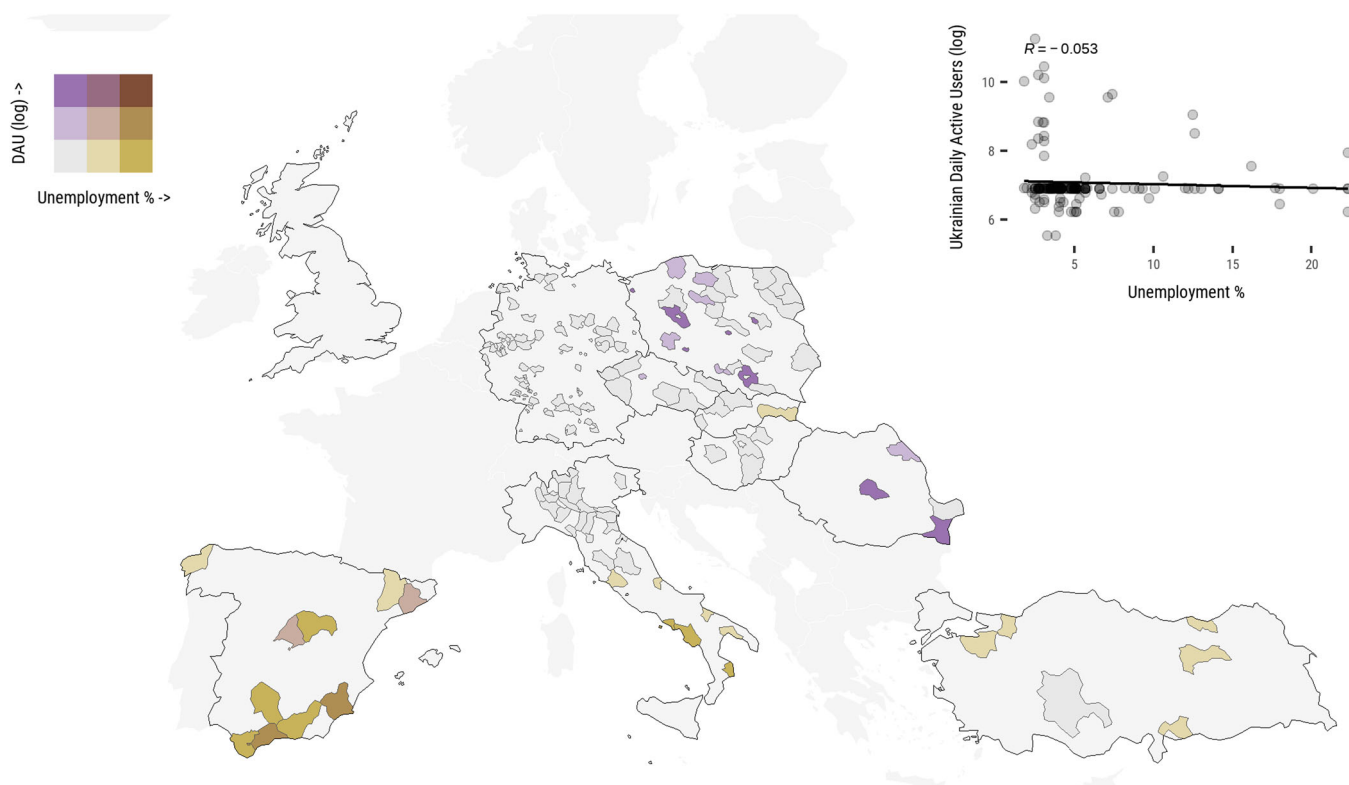 DAU (log) ->
Unemployment % ->
Ukrainian Daily Active Users (log)
R = − 0.053
10
8
6
5
10
15
20
Unemployment %